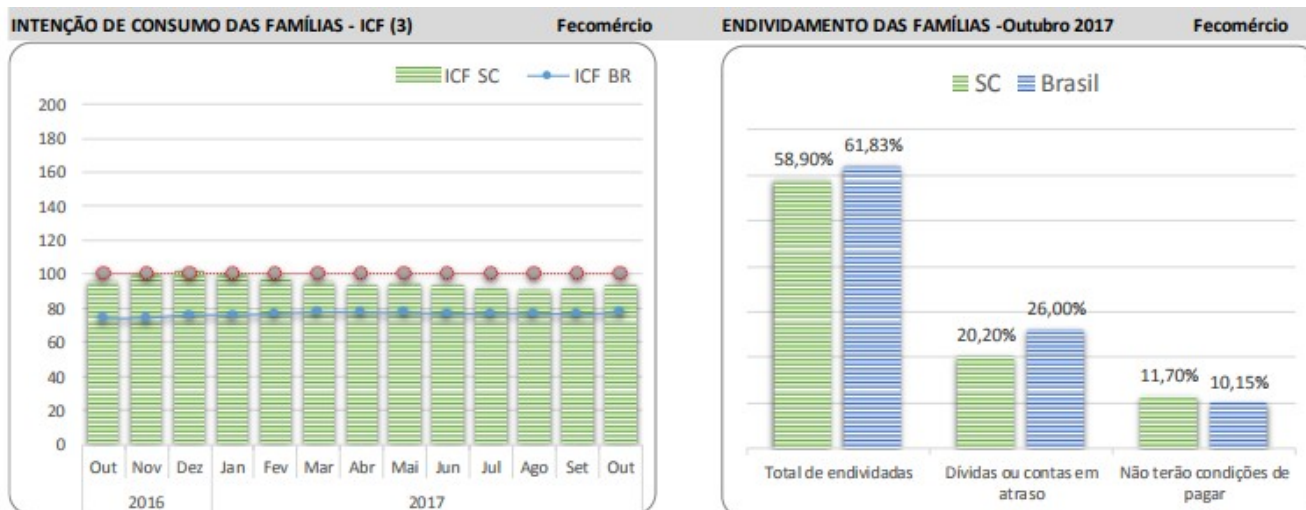 INTENÇÃO DE CONSUMO DAS FAMÍLIAS - ICF (3) Fecomércio
ICF SC ICF BR
200
180
160
140
120
100
80
60
40
20
0
Out Nov Dez Jan Fev Mar Abr Mai Jun Jul Ago Set Out
2016 2017
ENDIVIDAMENTO DAS FAMÍLIAS -Outubro 2017 Fecomércio
SC Brasil
58,90% 61,83%
20,20% 26,00%
11,70% 10,15%
Total de endividadas Dívidas ou contas em Não terão condições de
atraso pagar